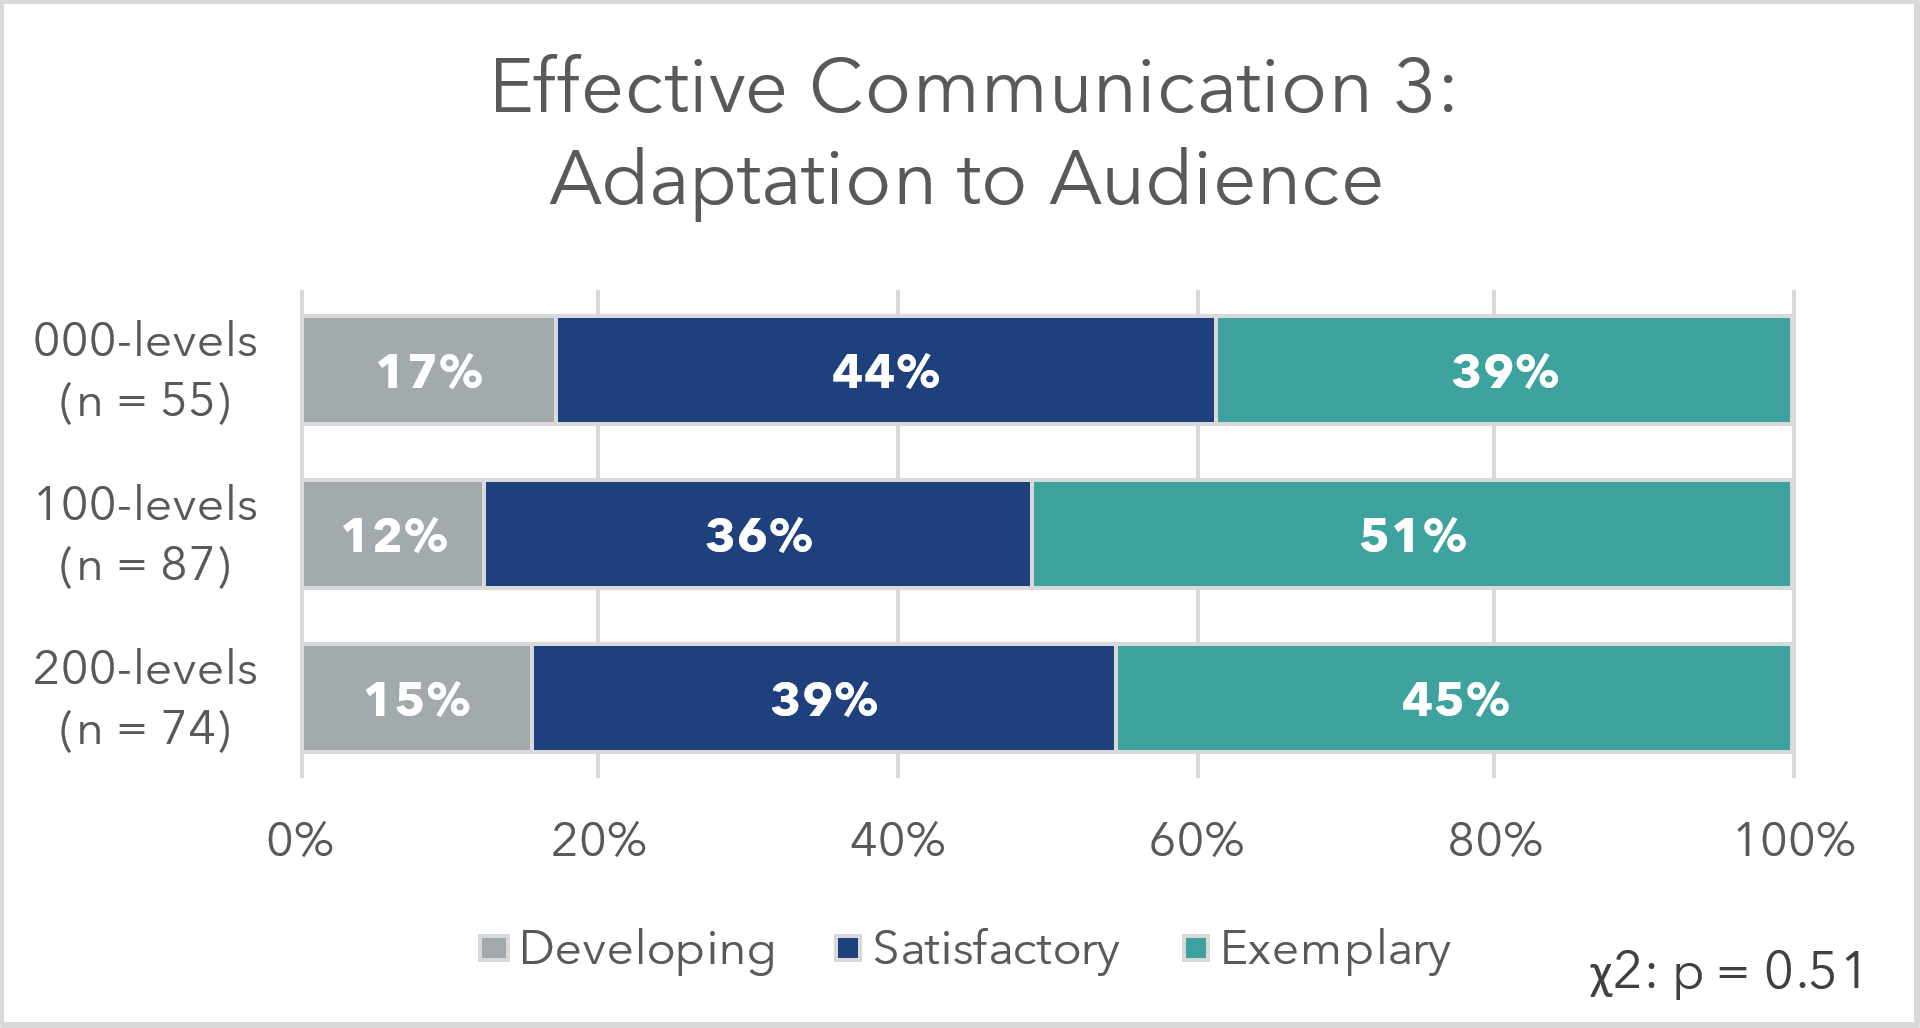 Effective Communication 3:
Adaptation to Audience
000-levels
(n = 55)
17% 44% 39%
100-levels
(n = 87)
12% 36% 51%
200-levels
(n = 74)
15% 39% 45%
0% 20% 40% 60% 80% 100%
Developing Satisfactory Exemplary
χ2: p = 0.51